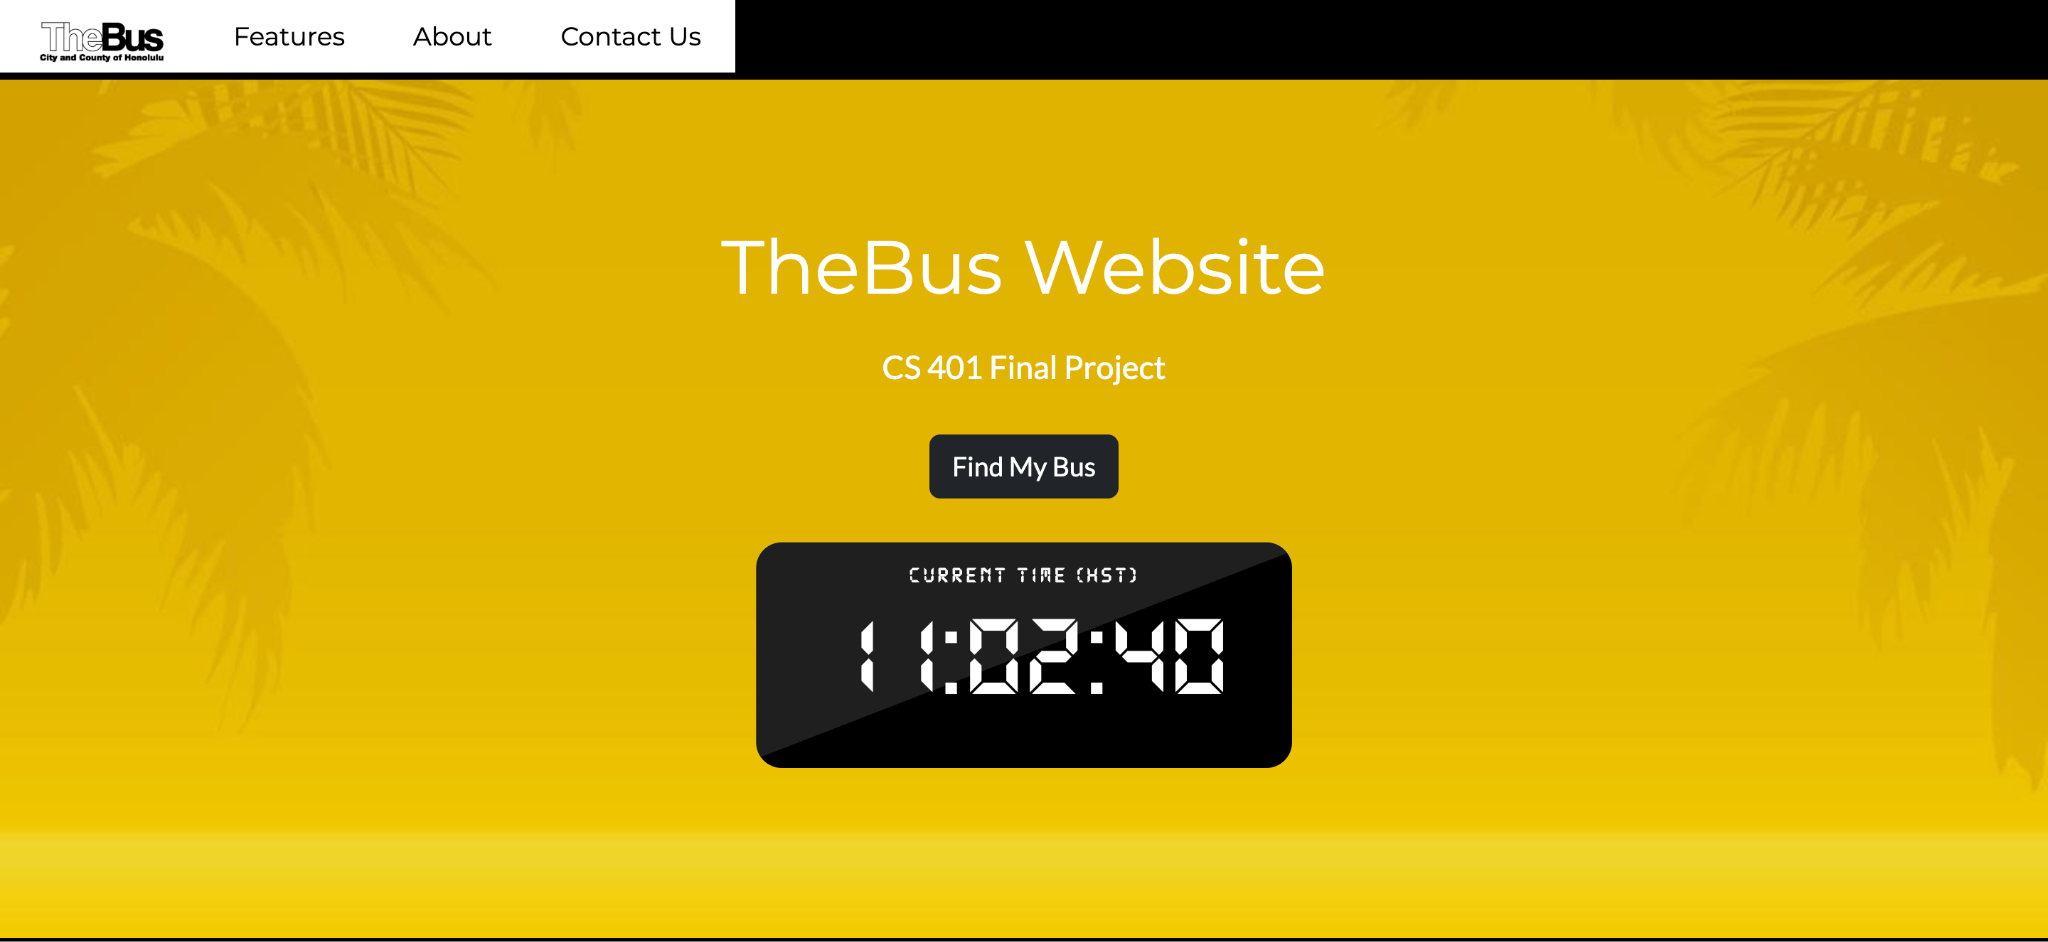 TheBus
City and County of Honolulu
Features
About
Contact Us
TheBus Website
CS 401 Final Project
Find My Bus
CURRENT TIME (HST)
11:02:40